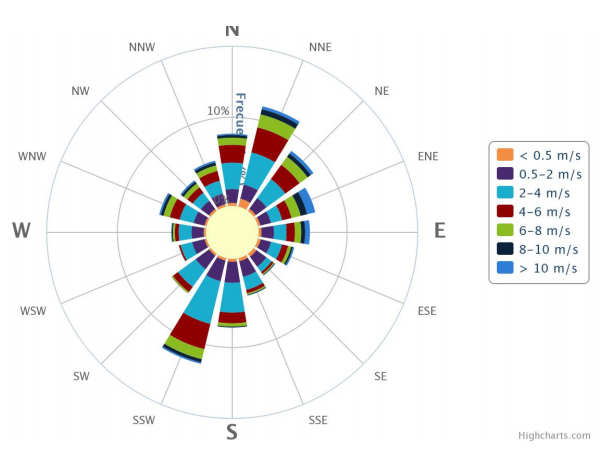 N
NNW
NNE
NW
NE
10%
Frecue
WNW
ENE
W
E
WSW
ESE
SW
SE
SSW
SSE
S
< 0.5 m/s
0.5–2 m/s
2–4 m/s
4–6 m/s
6–8 m/s
8–10 m/s
> 10 m/s
Highcharts.com